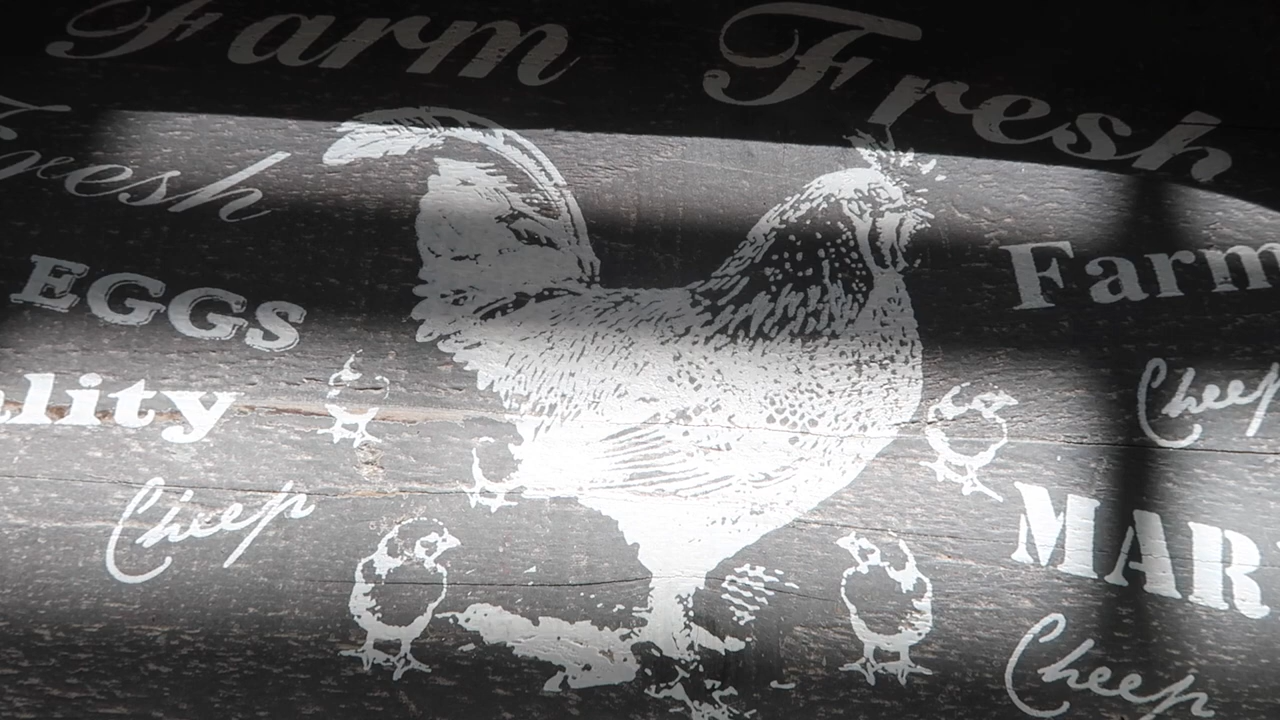 Farm Fresh
Fresh
EGGS
Farm
lity
Cheep
Cheep
MAR
Cheep